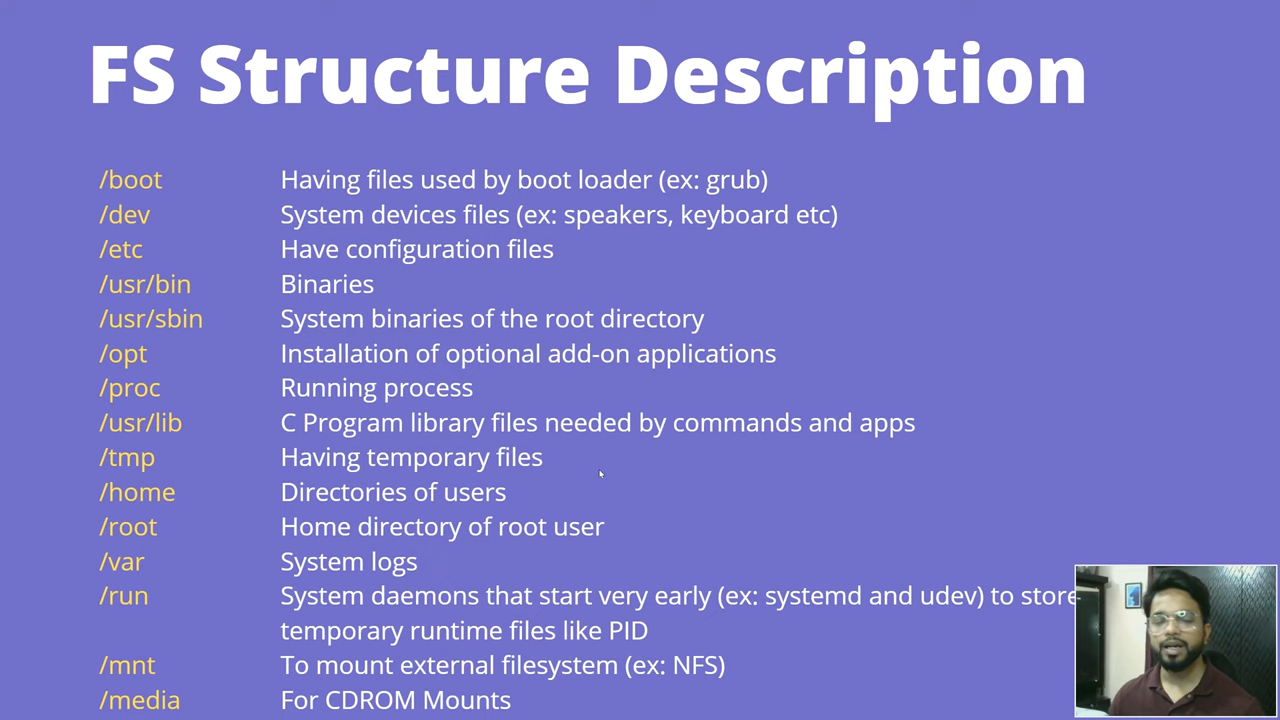 FS Structure Description
/boot Having files used by boot loader (ex: grub)
/dev System devices files (ex: speakers, keyboard etc)
/etc Have configuration files
/usr/bin Binaries
/usr/sbin System binaries of the root directory
/opt Installation of optional add-on applications
/proc Running process
/usr/lib C Program library files needed by commands and apps
/tmp Having temporary files
/home Directories of users
/root Home directory of root user
/var System logs
/run System daemons that start very early (ex: systemd and udev) to store
temporary runtime files like PID
/mnt To mount external filesystem (ex: NFS)
/media For CDROM Mounts